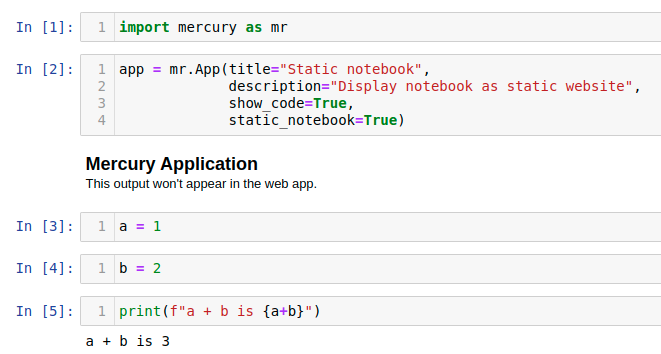 In [1]: 1 import mercury as mr
In [2]: 1 app = mr.App(title="Static notebook",
2 description="Display notebook as static website",
3 show_code=True,
4 static_notebook=True)
Mercury Application
This output won't appear in the web app.
In [3]: 1 a = 1
In [4]: 1 b = 2
In [5]: 1 print(f"a + b is {a+b}")
a + b is 3